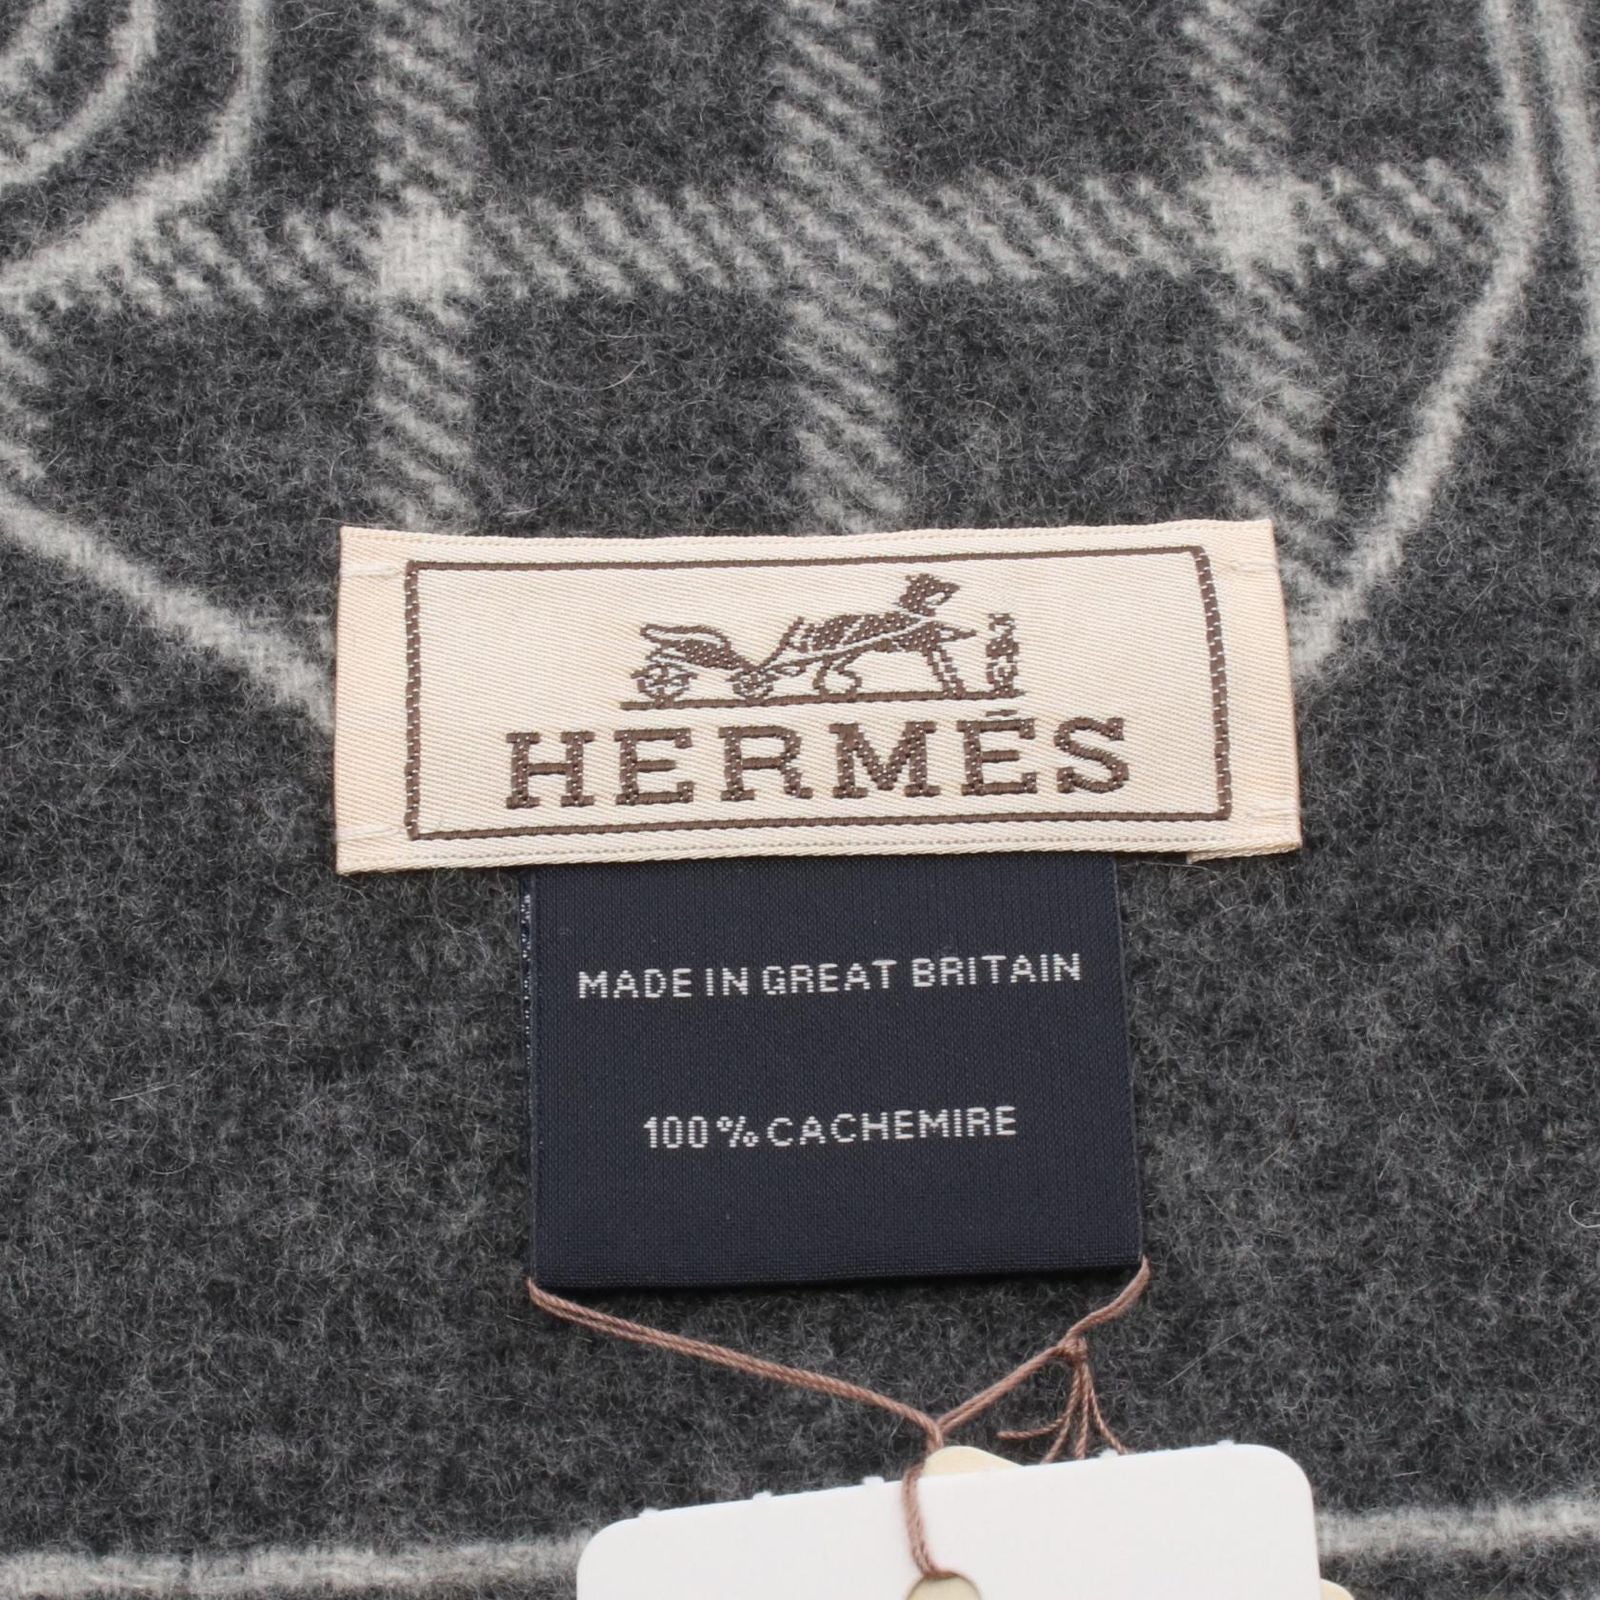 HERMÈS
MADE IN GREAT BRITAIN
100% CACHEMIRE